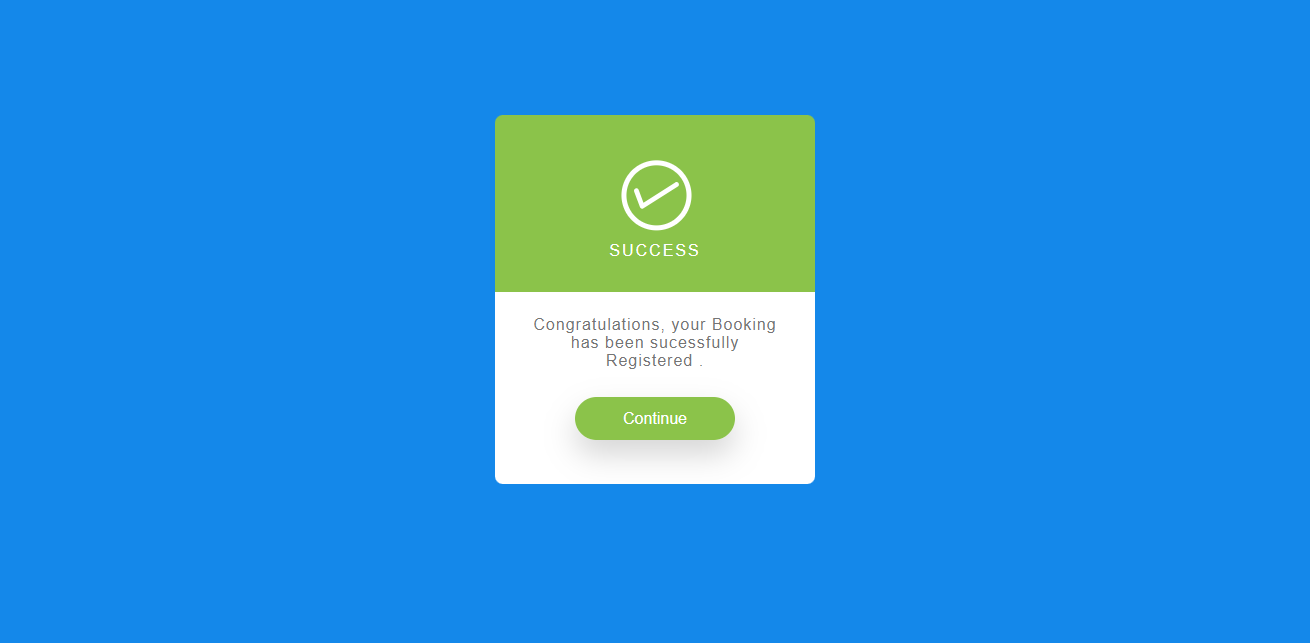 SUCCESS
Congratulations, your Booking
has been sucessfully
Registered .
Continue